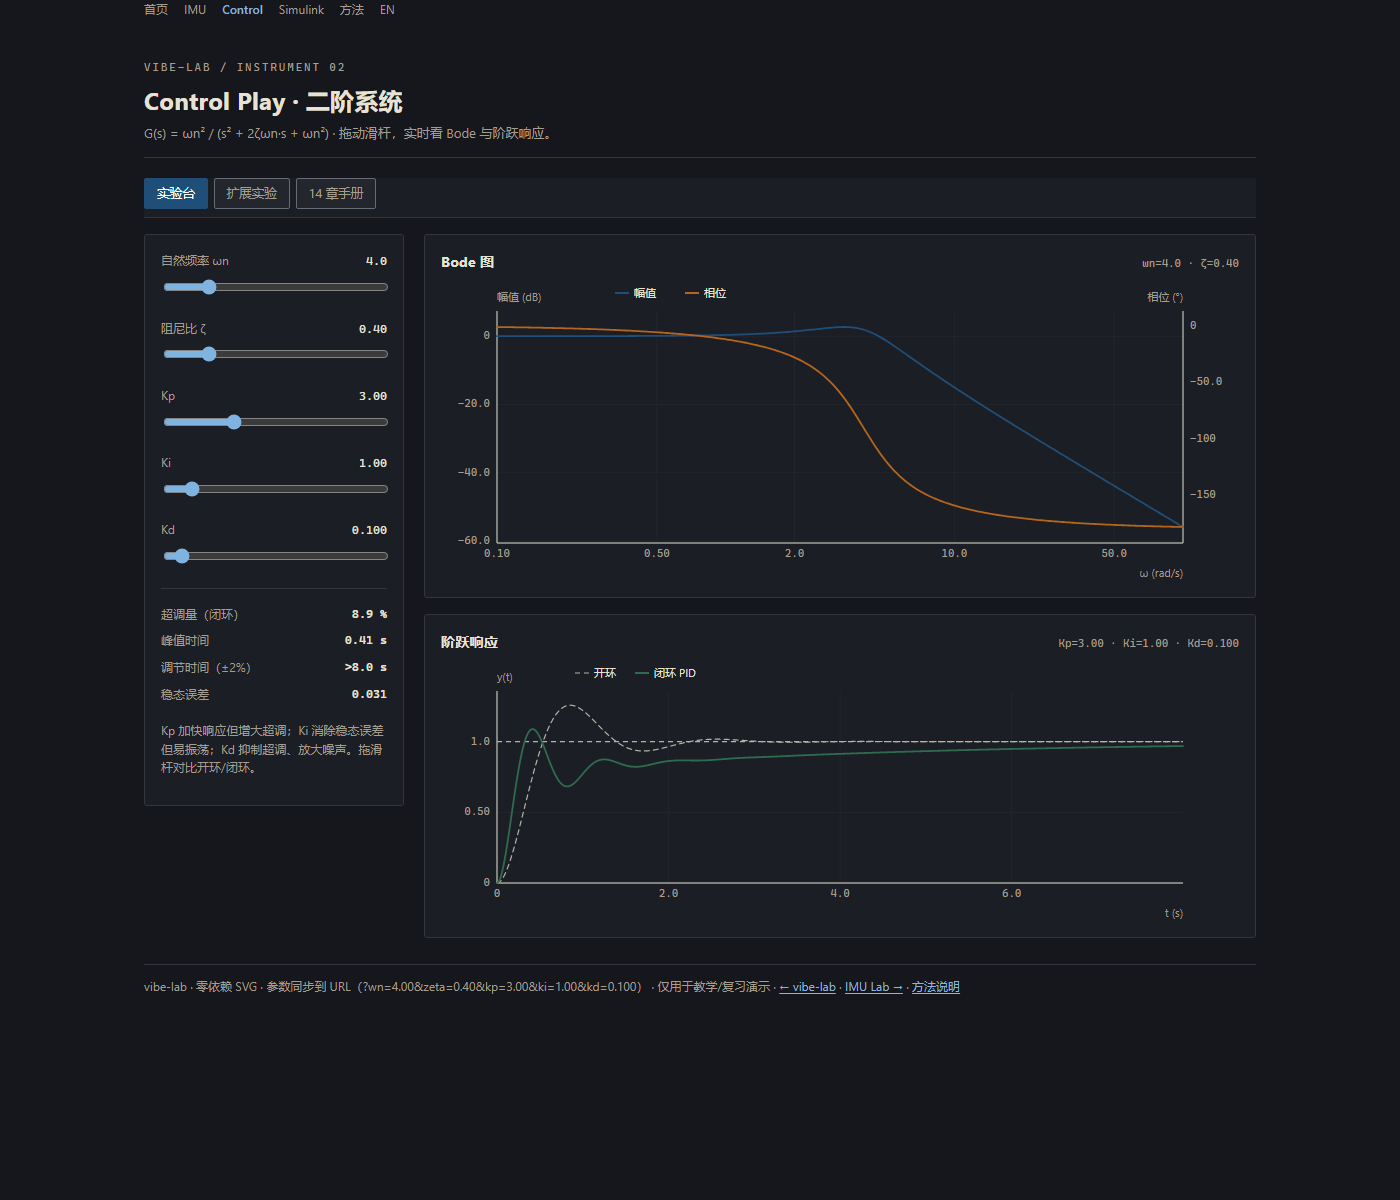 首页 IMU Control Simulink 方法 EN
VIBE-LAB / INSTRUMENT 02
Control Play · 二阶系统
G(s) = ωn² / (s² + 2ζωn·s + ωn²) · 拖动滑杆，实时看 Bode 与阶跃响应。
实验台 扩展实验 14 章手册
自然频率 ωn 4.0
阻尼比 ζ 0.40
Kp 3.00
Ki 1.00
Kd 0.100
超调量（闭环） 8.9 %
峰值时间 0.41 s
调节时间（±2%） >8.0 s
稳态误差 0.031
Kp 加快响应但增大超调；Ki 消除稳态误差
但易振荡；Kd 抑制超调、放大噪声。拖滑
杆对比开环/闭环。
Bode 图 ωn=4.0 · ζ=0.40
幅值 (dB) 幅值 相位 相位 (°)
0
−20.0
−40.0
−60.0
0
−50.0
−100
−150
0.10 0.50 2.0 10.0 50.0
ω (rad/s)
阶跃响应 Kp=3.00 · Ki=1.00 · Kd=0.100
y(t) 开环 闭环 PID
1.0
0.50
0
0 2.0 4.0 6.0
t (s)
vibe-lab · 零依赖 SVG · 参数同步到 URL（?wn=4.00&zeta=0.40&kp=3.00&ki=1.00&kd=0.100） · 仅用于教学/复习演示 · ← vibe-lab · IMU Lab → · 方法说明